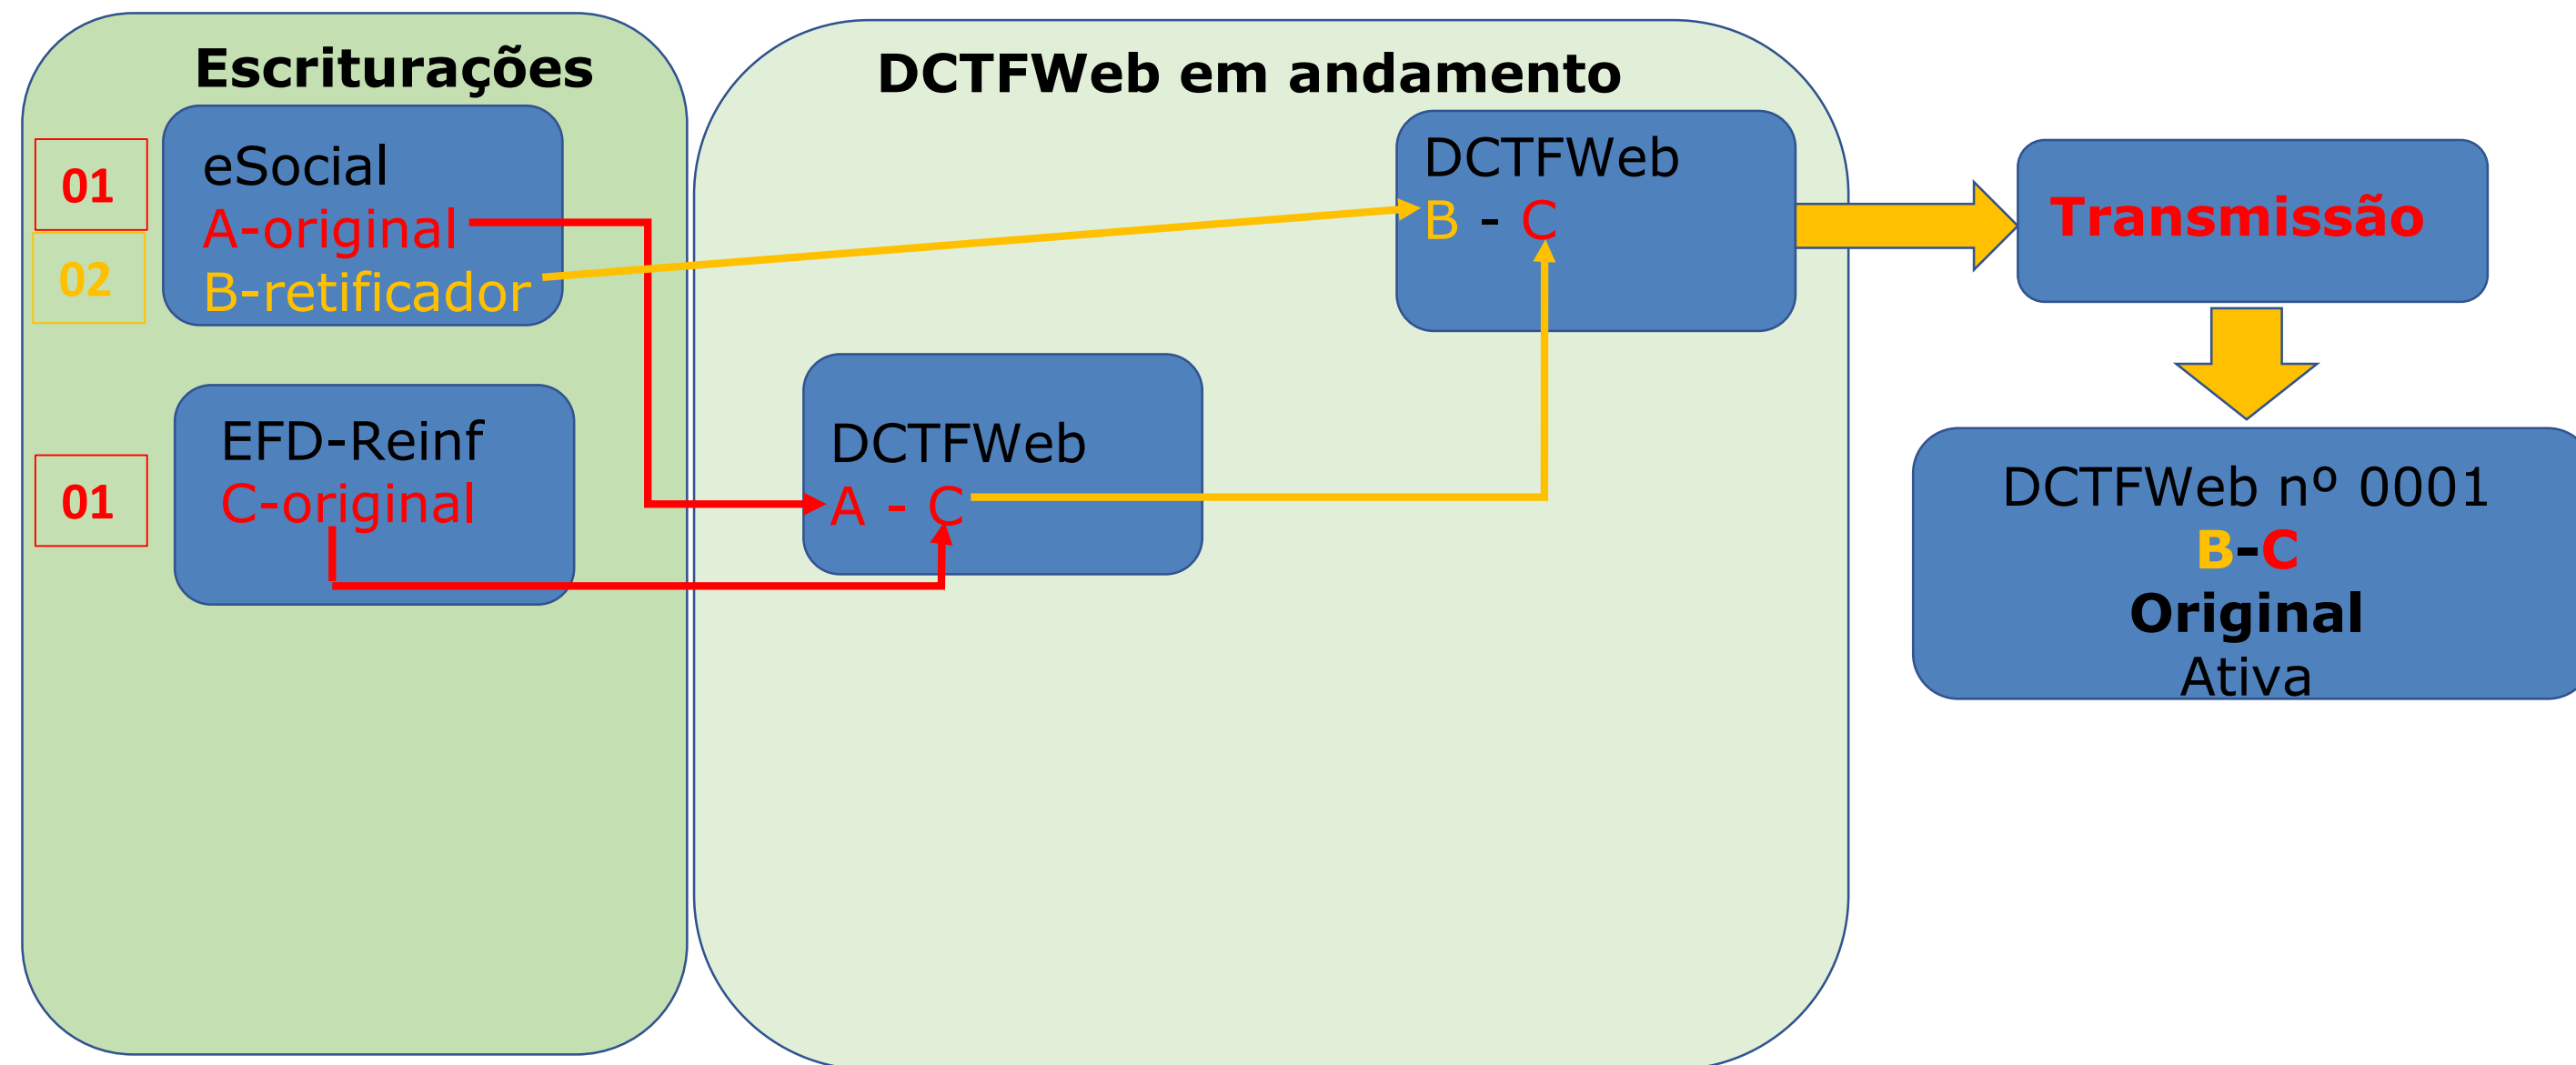 Escriturações
01
02
eSocial
A-original
B-retificador
01
EFD-Reinf
C-original
DCTFWeb em andamento
DCTFWeb
A - C
DCTFWeb
B - C
Transmissão
DCTFWeb nº 0001
B-C
Original
Ativa